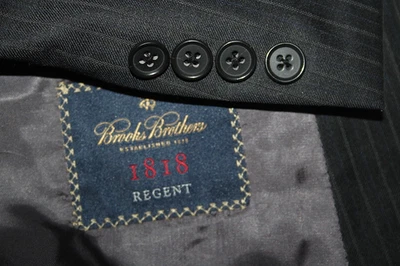 Brooks Brothers
ESTABLISHED 1818
1818
REGENT